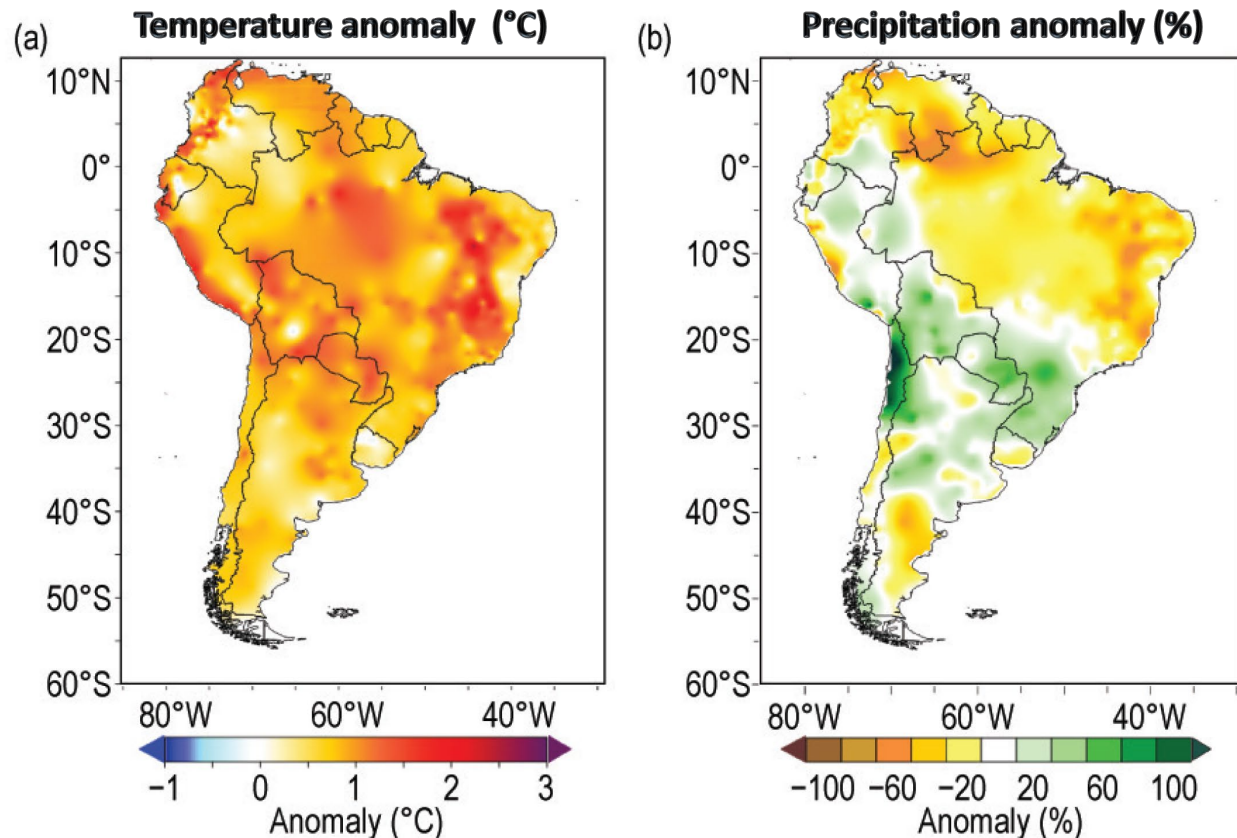 (a) Temperature anomaly (°C)
10°N
0°
10°S
20°S
30°S
40°S
50°S
60°S
80°W 60°W 40°W
−1 0 1 2 3
Anomaly (°C)
(b) Precipitation anomaly (%)
10°N
0°
10°S
20°S
30°S
40°S
50°S
60°S
80°W 60°W 40°W
−100 −60 −20 20 60 100
Anomaly (%)